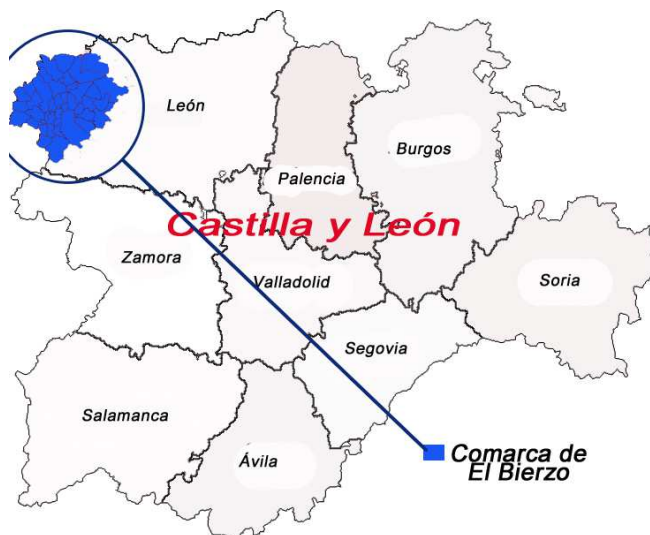 León
Burgos
Palencia
Castilla y León
Zamora
Valladolid
Soria
Segovia
Salamanca
Ávila
Comarca de
El Bierzo